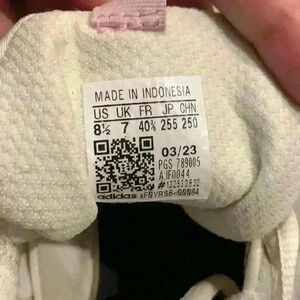 MADE IN INDONESIA
US UK FR JP CHN
8½ 7 40⅔ 255 250
03/23
PGS 789005
adidas